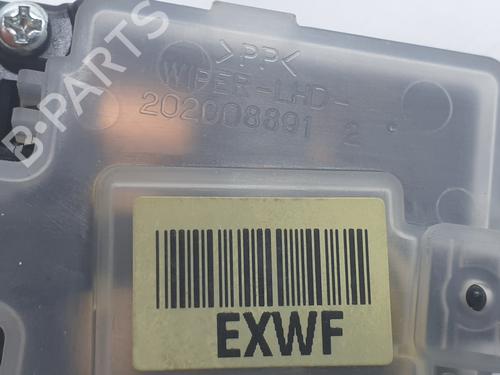 >PP<
WIPER-LHD-
202008891 2
B-PARTS
EXWF